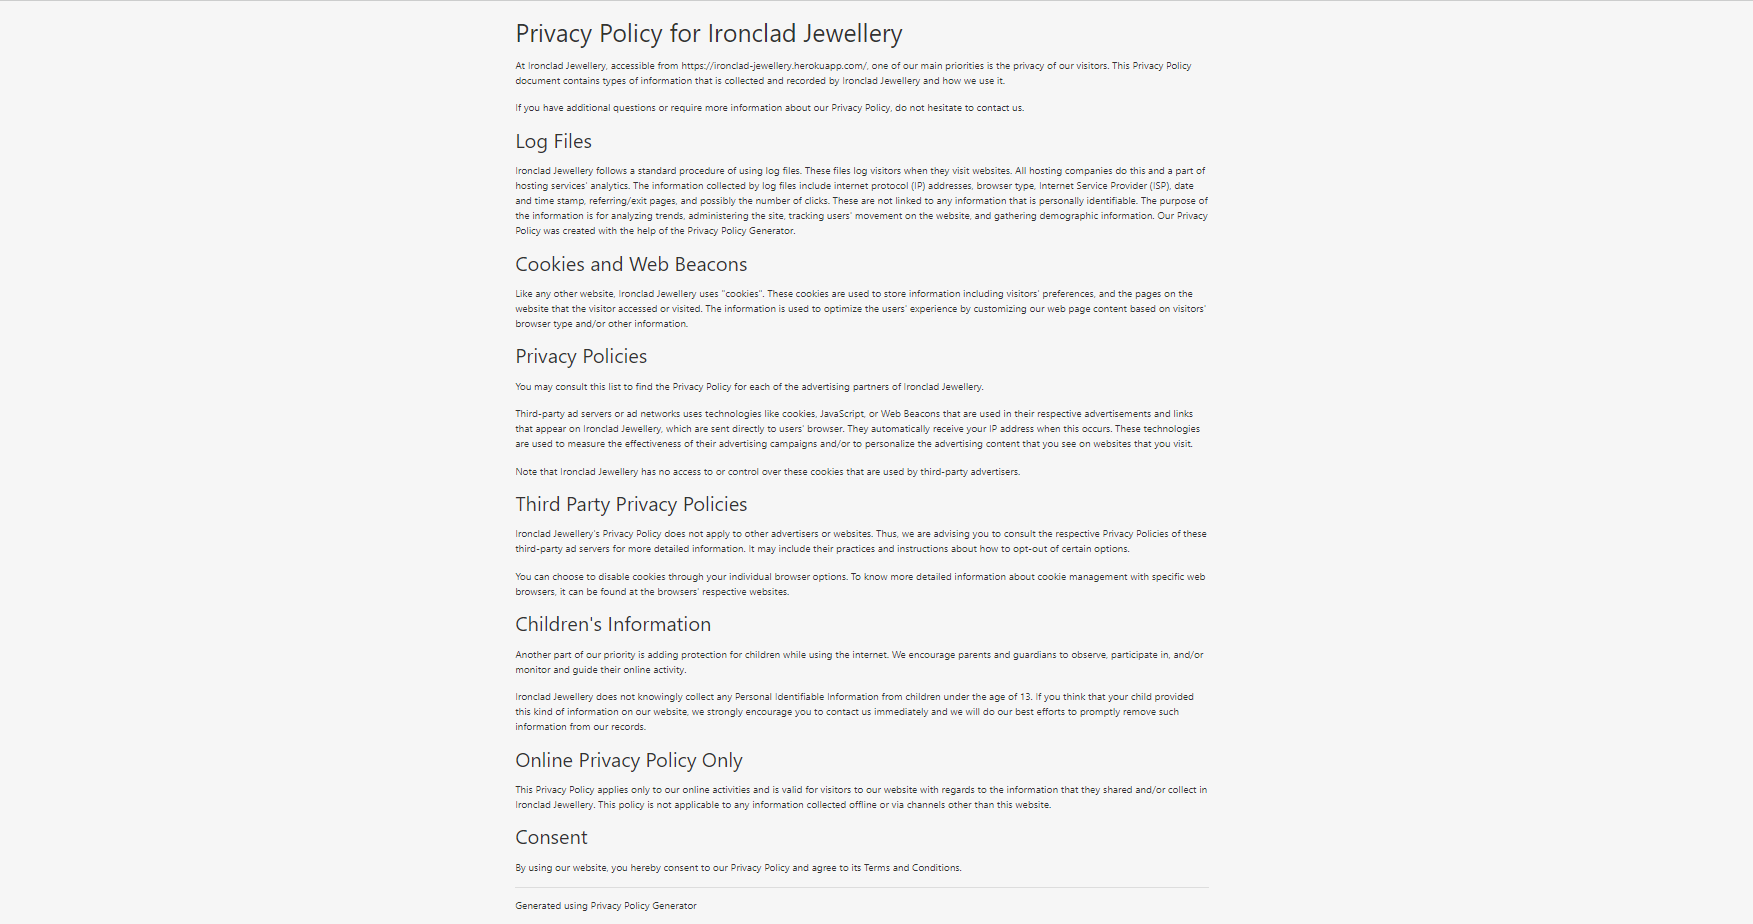 Privacy Policy for Ironclad Jewellery
At Ironclad Jewellery, accessible from https://ironclad-jewellery.herokuapp.com/, one of our main priorities is the privacy of our visitors. This Privacy Policy
document contains types of information that is collected and recorded by Ironclad Jewellery and how we use it.
If you have additional questions or require more information about our Privacy Policy, do not hesitate to contact us.
Log Files
Ironclad Jewellery follows a standard procedure of using log files. These files log visitors when they visit websites. All hosting companies do this and a part of
hosting services' analytics. The information collected by log files include internet protocol (IP) addresses, browser type, Internet Service Provider (ISP), date
and time stamp, referring/exit pages, and possibly the number of clicks. These are not linked to any information that is personally identifiable. The purpose of
the information is for analyzing trends, administering the site, tracking users' movement on the website, and gathering demographic information. Our Privacy
Policy was created with the help of the Privacy Policy Generator.
Cookies and Web Beacons
Like any other website, Ironclad Jewellery uses "cookies". These cookies are used to store information including visitors' preferences, and the pages on the
website that the visitor accessed or visited. The information is used to optimize the users' experience by customizing our web page content based on visitors'
browser type and/or other information.
Privacy Policies
You may consult this list to find the Privacy Policy for each of the advertising partners of Ironclad Jewellery.
Third-party ad servers or ad networks uses technologies like cookies, JavaScript, or Web Beacons that are used in their respective advertisements and links
that appear on Ironclad Jewellery, which are sent directly to users' browser. They automatically receive your IP address when this occurs. These technologies
are used to measure the effectiveness of their advertising campaigns and/or to personalize the advertising content that you see on websites that you visit.
Note that Ironclad Jewellery has no access to or control over these cookies that are used by third-party advertisers.
Third Party Privacy Policies
Ironclad Jewellery's Privacy Policy does not apply to other advertisers or websites. Thus, we are advising you to consult the respective Privacy Policies of these
third-party ad servers for more detailed information. It may include their practices and instructions about how to opt-out of certain options.
You can choose to disable cookies through your individual browser options. To know more detailed information about cookie management with specific web
browsers, it can be found at the browsers' respective websites.
Children's Information
Another part of our priority is adding protection for children while using the internet. We encourage parents and guardians to observe, participate in, and/or
monitor and guide their online activity.
Ironclad Jewellery does not knowingly collect any Personal Identifiable Information from children under the age of 13. If you think that your child provided
this kind of information on our website, we strongly encourage you to contact us immediately and we will do our best efforts to promptly remove such
information from our records.
Online Privacy Policy Only
This Privacy Policy applies only to our online activities and is valid for visitors to our website with regards to the information that they shared and/or collect in
Ironclad Jewellery. This policy is not applicable to any information collected offline or via channels other than this website.
Consent
By using our website, you hereby consent to our Privacy Policy and agree to its Terms and Conditions.
Generated using Privacy Policy Generator